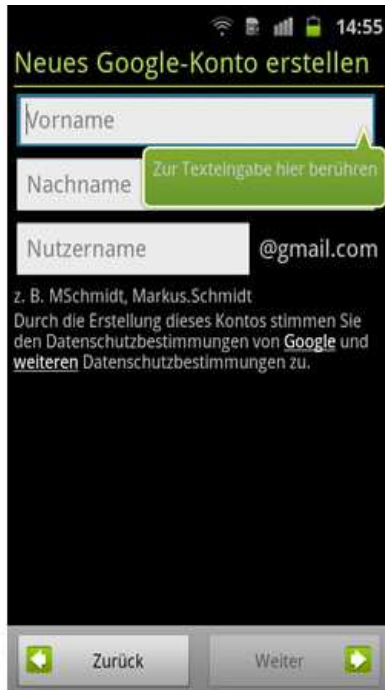 14:55
Neues Google-Konto erstellen
Vorname
Zur Texteingabe hier berühren
Nachname
Nutzername @gmail.com
z. B. MSchmidt, Markus.Schmidt
Durch die Erstellung dieses Kontos stimmen Sie
den Datenschutzbestimmungen von Google und
weiteren Datenschutzbestimmungen zu.
Zurück Weiter